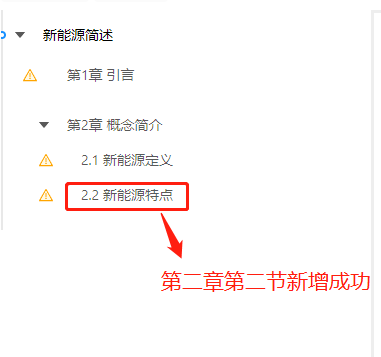 新能源简述
第1章 引言
第2章 概念简介
2.1 新能源定义
2.2 新能源特点
第二章第二节新增成功